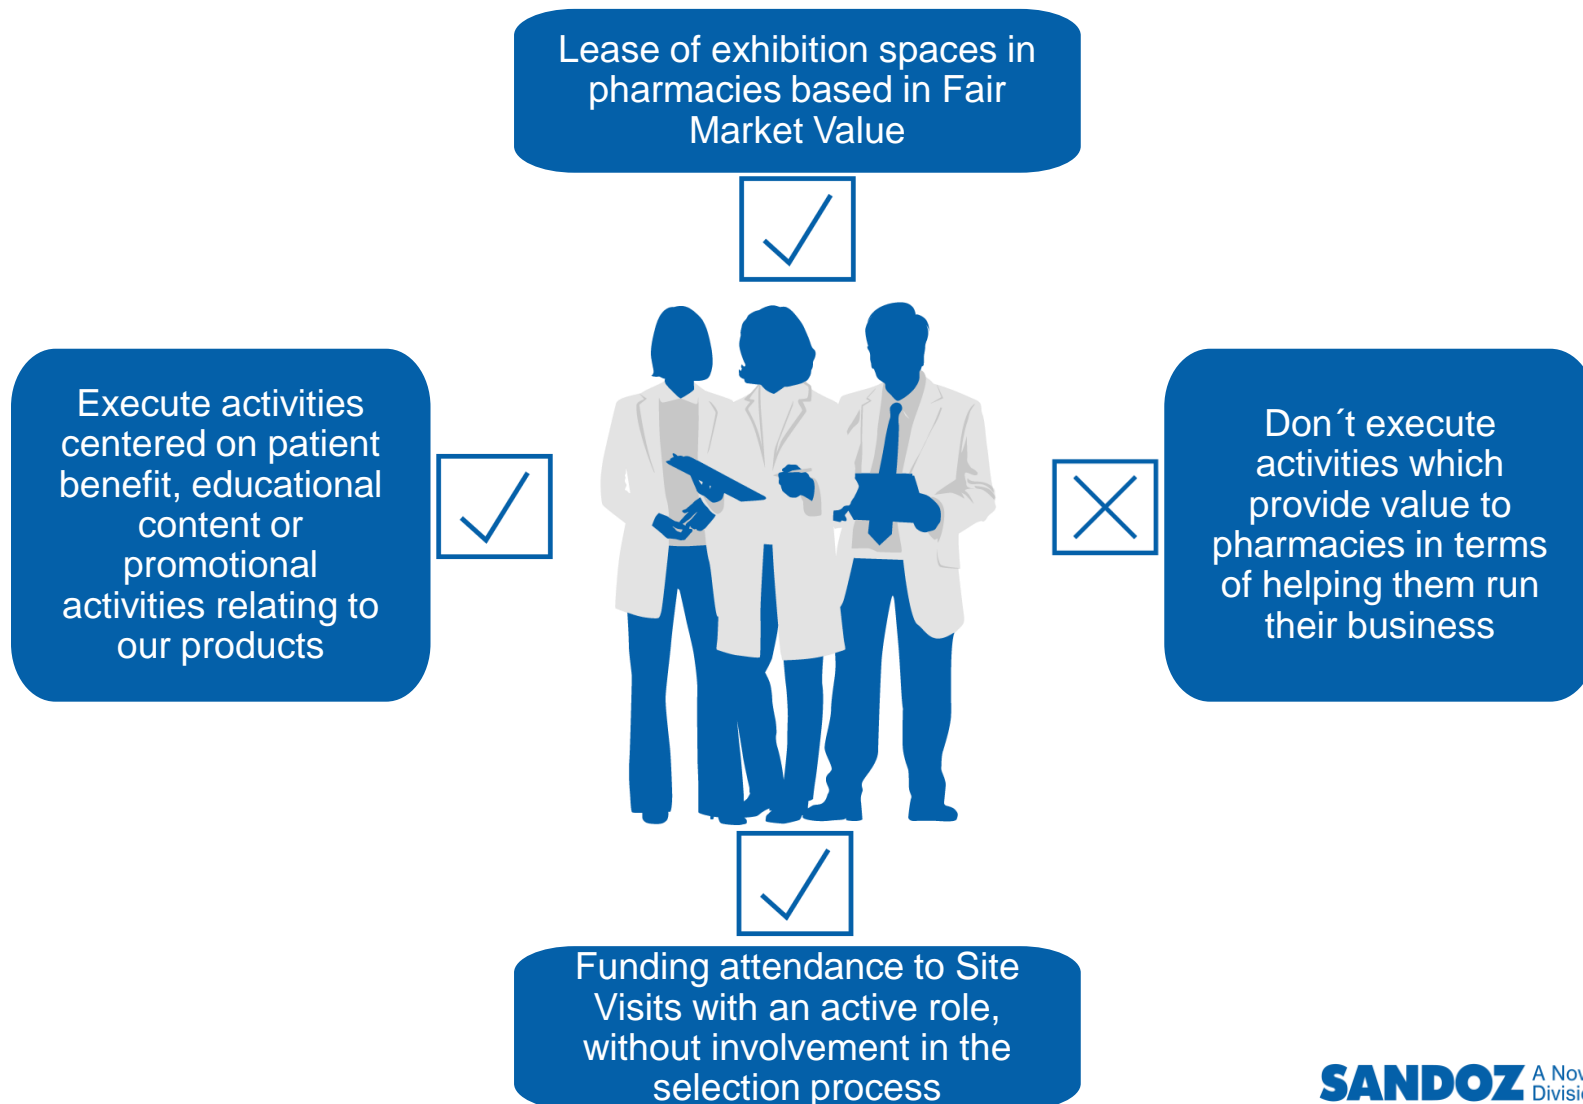 Lease of exhibition spaces in
pharmacies based in Fair
Market Value
Execute activities
centered on patient
benefit, educational
content or
promotional
activities relating to
our products
Don´t execute
activities which
provide value to
pharmacies in terms
of helping them run
their business
Funding attendance to Site
Visits with an active role,
without involvement in the
selection process
SANDOZ
A Nov
Divisi